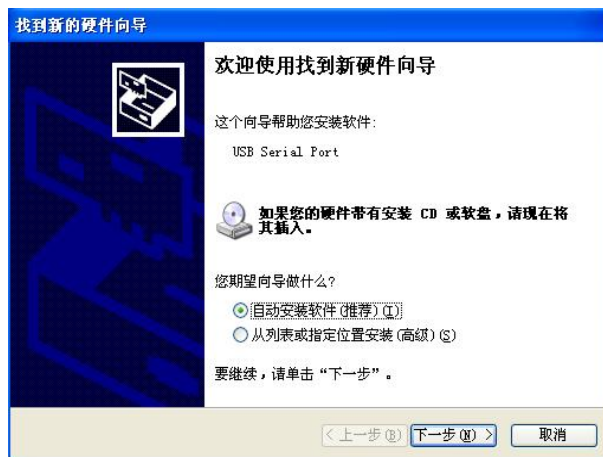 找到新的硬件向导
欢迎使用找到新硬件向导
这个向导帮助您安装软件:
USB Serial Port
如果您的硬件带有安装 CD 或软盘，请现在将
其插入。
您期望向导做什么?
自动安装软件(推荐)(I)
从列表或指定位置安装(高级)(S)
要继续，请单击“下一步”。
< 上一步(B) 下一步(N) > 取消